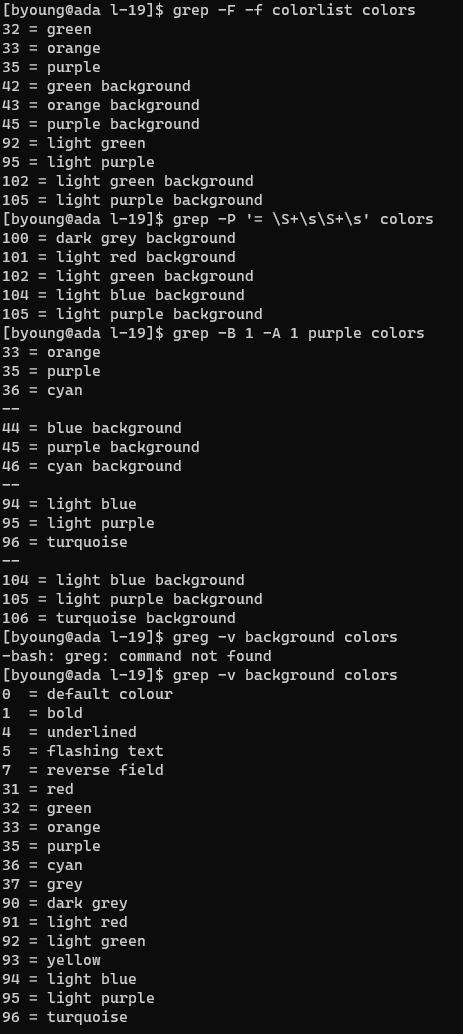 [byoung@ada l-19]$ grep -F -f colorlist colors
32 = green
33 = orange
35 = purple
42 = green background
43 = orange background
45 = purple background
92 = light green
95 = light purple
102 = light green background
105 = light purple background
[byoung@ada l-19]$ grep -P '= \S+\s\S+\s' colors
100 = dark grey background
101 = light red background
102 = light green background
104 = light blue background
105 = light purple background
[byoung@ada l-19]$ grep -B 1 -A 1 purple colors
33 = orange
35 = purple
36 = cyan
--
44 = blue background
45 = purple background
46 = cyan background
--
94 = light blue
95 = light purple
96 = turquoise
--
104 = light blue background
105 = light purple background
106 = turquoise background
[byoung@ada l-19]$ greg -v background colors
-bash: greg: command not found
[byoung@ada l-19]$ grep -v background colors
0  = default colour
1  = bold
4  = underlined
5  = flashing text
7  = reverse field
31 = red
32 = green
33 = orange
35 = purple
36 = cyan
37 = grey
90 = dark grey
91 = light red
92 = light green
93 = yellow
94 = light blue
95 = light purple
96 = turquoise